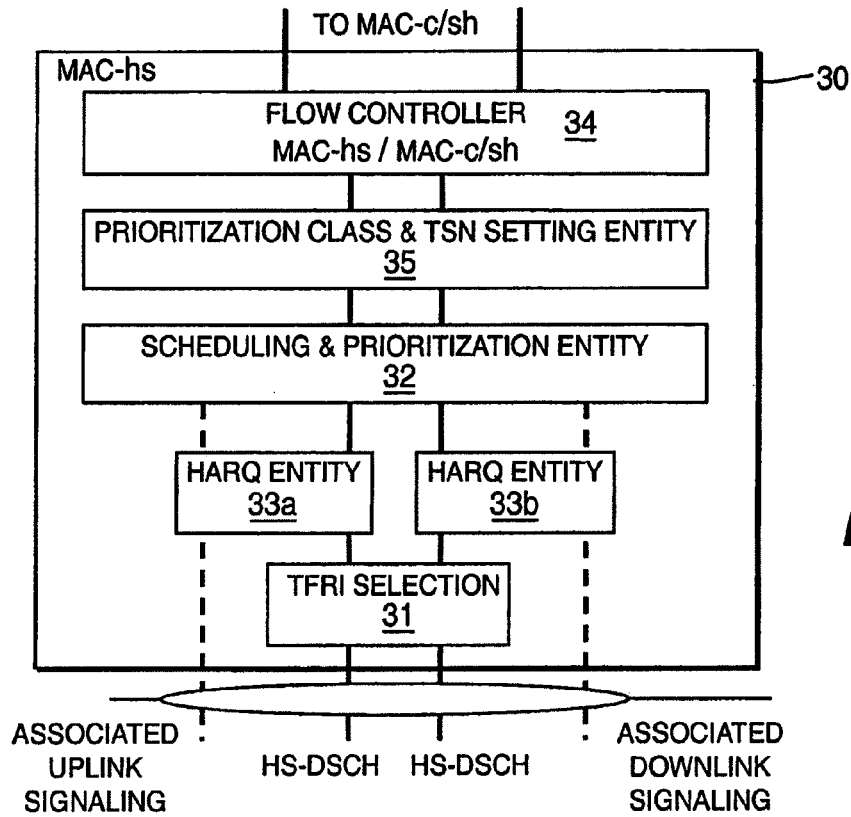 TO MAC-c/sh
MAC-hs
30
FLOW CONTROLLER 34
MAC-hs / MAC-c/sh
PRIORITIZATION CLASS & TSN SETTING ENTITY
35
SCHEDULING & PRIORITIZATION ENTITY
32
HARQ ENTITY
33a
HARQ ENTITY
33b
TFRI SELECTION
31
ASSOCIATED
UPLINK
SIGNALING
HS-DSCH
HS-DSCH
ASSOCIATED
DOWNLINK
SIGNALING